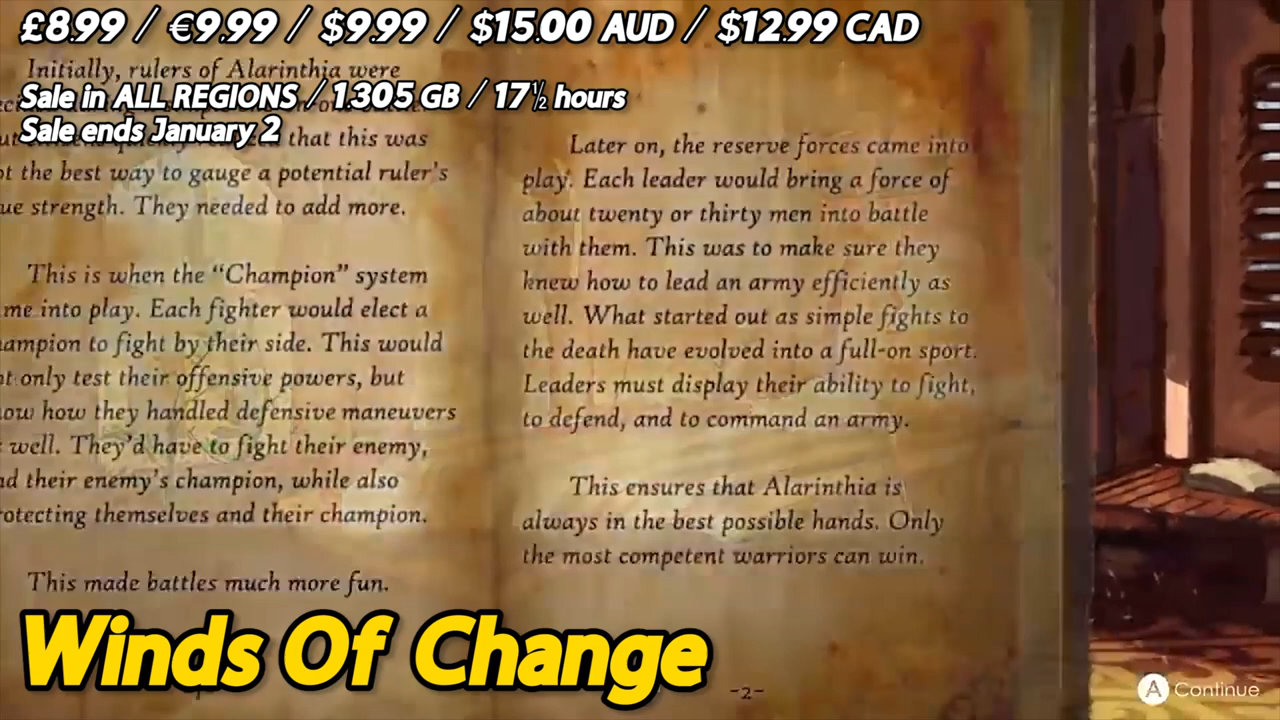 £8.99 / €9.99 / $9.99 / $15.00 AUD / $12.99 CAD
Sale in ALL REGIONS / 1.305 GB / 17 ½ hours
Sale ends January 2
Initially, rulers of Alarinthia were
that this was
the best way to gauge a potential ruler's
strength. They needed to add more.
This is when the “Champion” system
me into play. Each fighter would elect a
ampion to fight by their side. This would
only test their offensive powers, but
ow how they handled defensive maneuvers
well. They'd have to fight their enemy,
d their enemy's champion, while also
otecting themselves and their champion.
This made battles much more fun.
Later on, the reserve forces came into
play. Each leader would bring a force of
about twenty or thirty men into battle
with them. This was to make sure they
knew how to lead an army efficiently as
well. What started out as simple fights to
the death have evolved into a full-on sport.
Leaders must display their ability to fight,
to defend, and to command an army.
This ensures that Alarinthia is
always in the best possible hands. Only
the most competent warriors can win.
Winds Of Change
-2-
A Continue